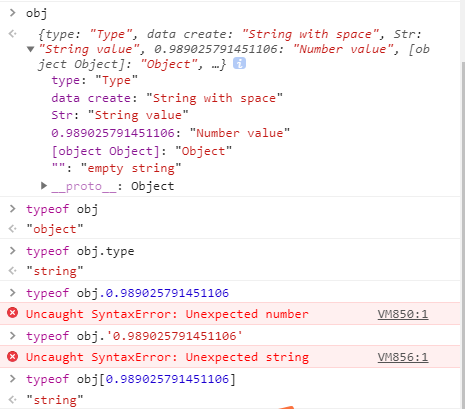 obj
{type: "Type", data create: "String with space", Str:
"String value", 0.989025791451106: "Number value", [ob
ject Object]: "Object", …} i
type: "Type"
data create: "String with space"
Str: "String value"
0.989025791451106: "Number value"
[object Object]: "Object"
"": "empty string"
__proto__: Object
typeof obj
"object"
typeof obj.type
"string"
typeof obj.0.989025791451106
Uncaught SyntaxError: Unexpected number VM850:1
typeof obj.'0.989025791451106'
Uncaught SyntaxError: Unexpected string VM856:1
typeof obj[0.989025791451106]
"string"